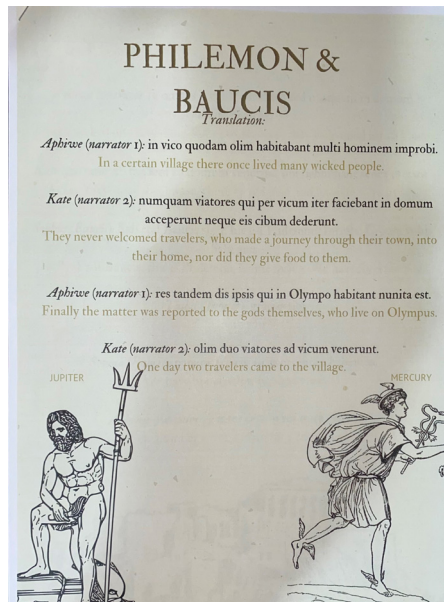 PHILEMON &
BAUCIS
Translation:
Aphiwe (narrator 1): in vico quodam olim habitabant multi hominem improbi.
In a certain village there once lived many wicked people.
Kate (narrator 2): numquam viatores qui per vicum iter faciebant in domum
acceperunt neque eis cibum dederunt.
They never welcomed travelers, who made a journey through their town, into
their home, nor did they give food to them.
Aphiwe (narrator 1): res tandem dis ipsis qui in Olympo habitant nunita est.
Finally the matter was reported to the gods themselves, who live on Olympus.
Kate (narrator 2): olim duo viatores ad vicum venerunt.
One day two travelers came to the village.
JUPITER
MERCURY